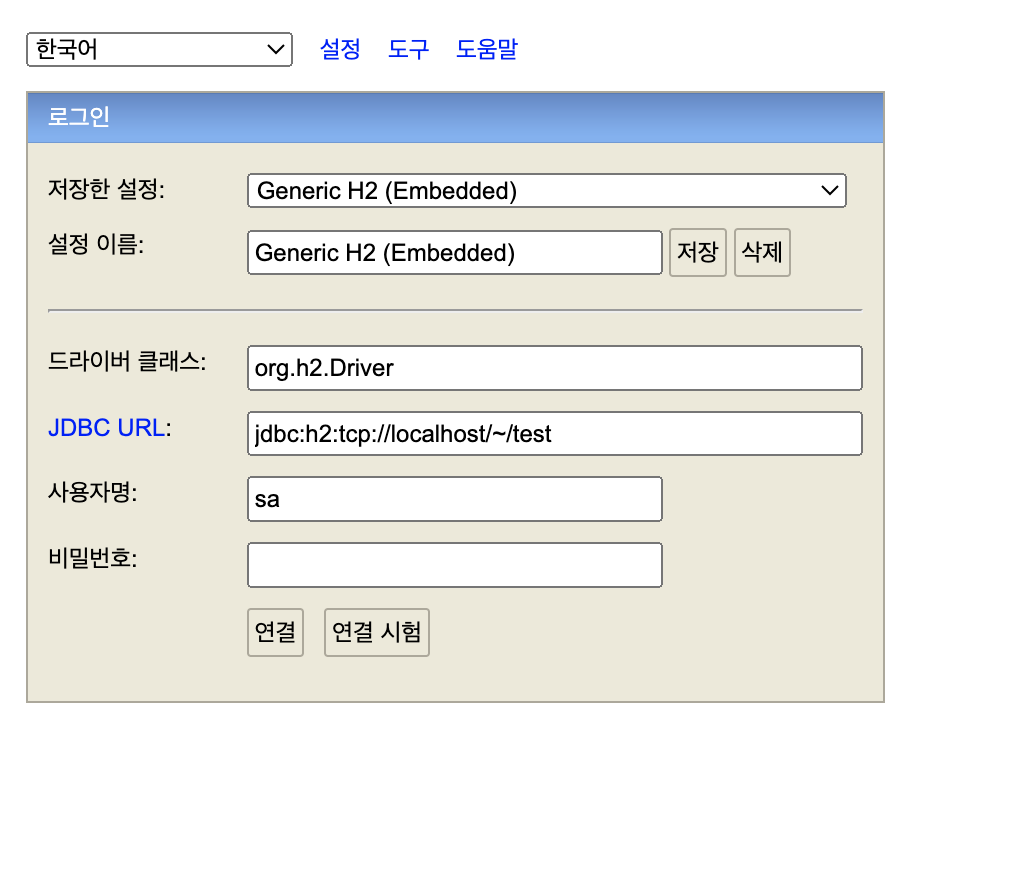 한국어 설정 도구 도움말
로그인
저장한 설정: Generic H2 (Embedded)
설정 이름: Generic H2 (Embedded) 저장 삭제
드라이버 클래스: org.h2.Driver
JDBC URL: jdbc:h2:tcp://localhost/~/test
사용자명: sa
비밀번호:
연결 연결 시험